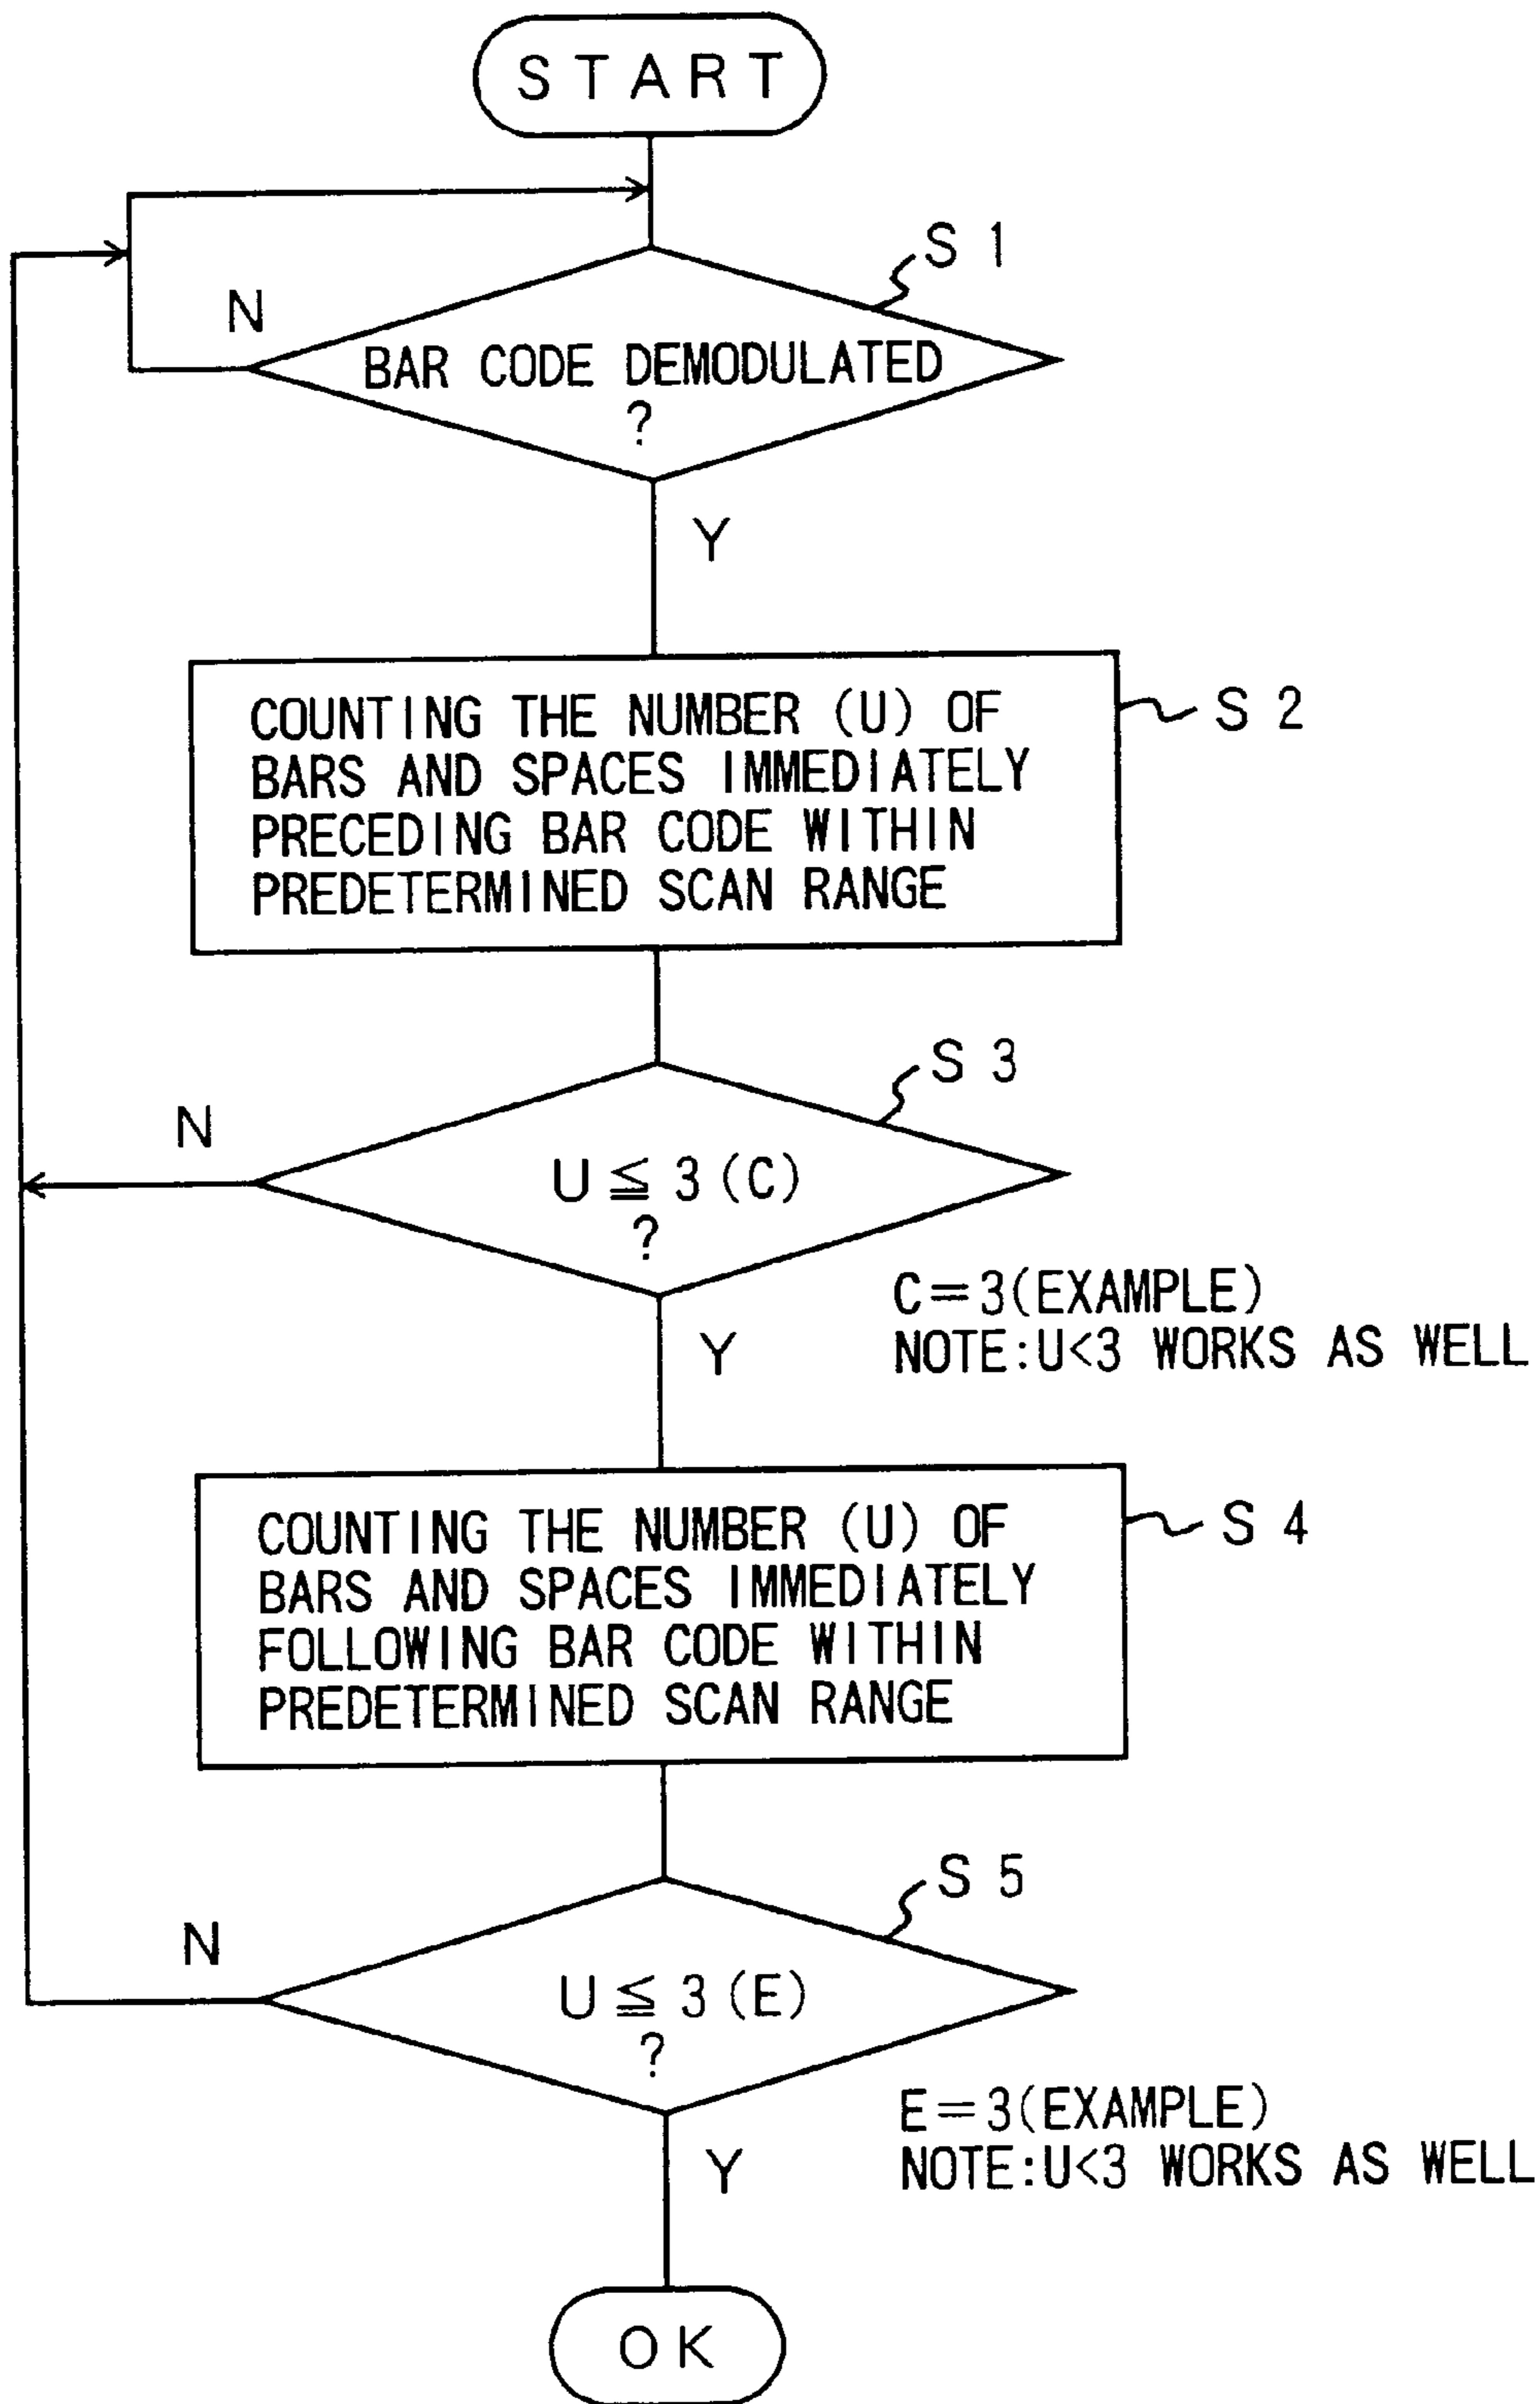 START
S 1
N
BAR CODE DEMODULATED
?
Y
COUNTING THE NUMBER (U) OF
BARS AND SPACES IMMEDIATELY
PRECEDING BAR CODE WITHIN
PREDETERMINED SCAN RANGE
S 2
S 3
N
U ≦ 3 (C)
?
C=3(EXAMPLE)
NOTE:U<3 WORKS AS WELL
Y
COUNTING THE NUMBER (U) OF
BARS AND SPACES IMMEDIATELY
FOLLOWING BAR CODE WITHIN
PREDETERMINED SCAN RANGE
S 4
S 5
N
U ≦ 3 (E)
?
E=3(EXAMPLE)
NOTE:U<3 WORKS AS WELL
Y
OK